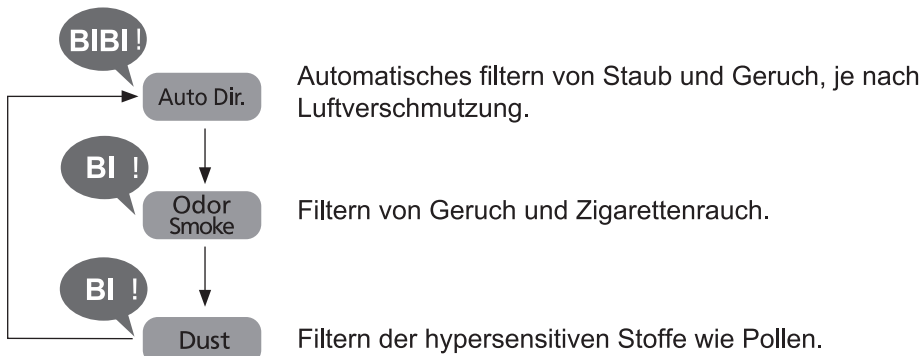 BIBI !
Auto Dir.
Automatisches filtern von Staub und Geruch, je nach
Luftverschmutzung.
BI !
Odor
Smoke
Filtern von Geruch und Zigarettenrauch.
BI !
Dust
Filtern der hypersensitiven Stoffe wie Pollen.